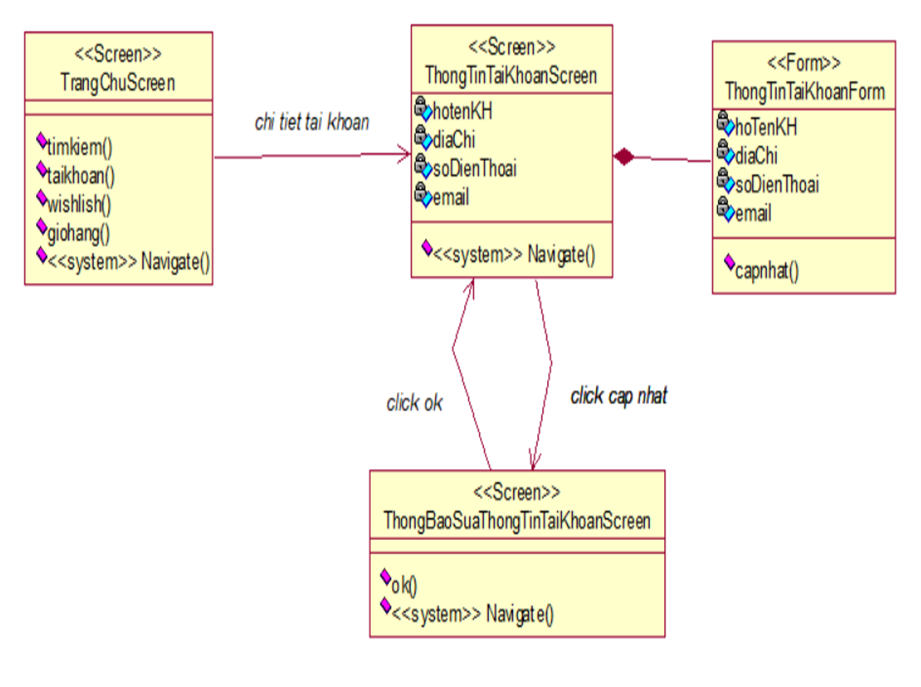 <<Screen>>
TrangChuScreen
timkiem()
taikhoan()
wishlish()
giohang()
<<system>> Navigate()
chi tiet tai khoan
<<Screen>>
ThongTinTaiKhoanScreen
hotenKH
diaChi
soDienThoai
email
<<system>> Navigate()
<<Form>>
ThongTinTaiKhoanForm
hoTenKH
diaChi
soDienThoai
email
capnhat()
click ok
click cap nhat
<<Screen>>
ThongBaoSuaThongTinTaiKhoanScreen
ok()
<<system>> Navigate()